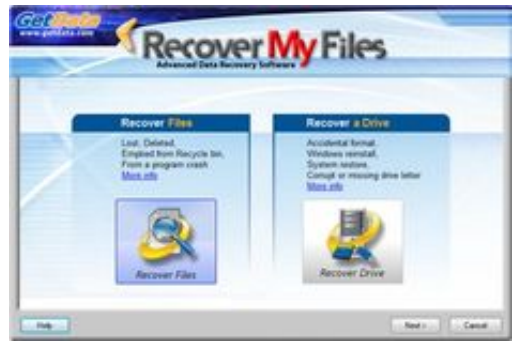 GetData
www.getdata.com
Recover My Files
Advanced Data Recovery Software
Recover Files
Lost, Deleted,
Emptied from Recycle bin,
From a program crash
More info
Recover Files
Recover a Drive
Accidental format,
Windows reinstall,
System restore,
Corrupt or missing drive letter
More info
Recover Drive
Help
Next >
Cancel